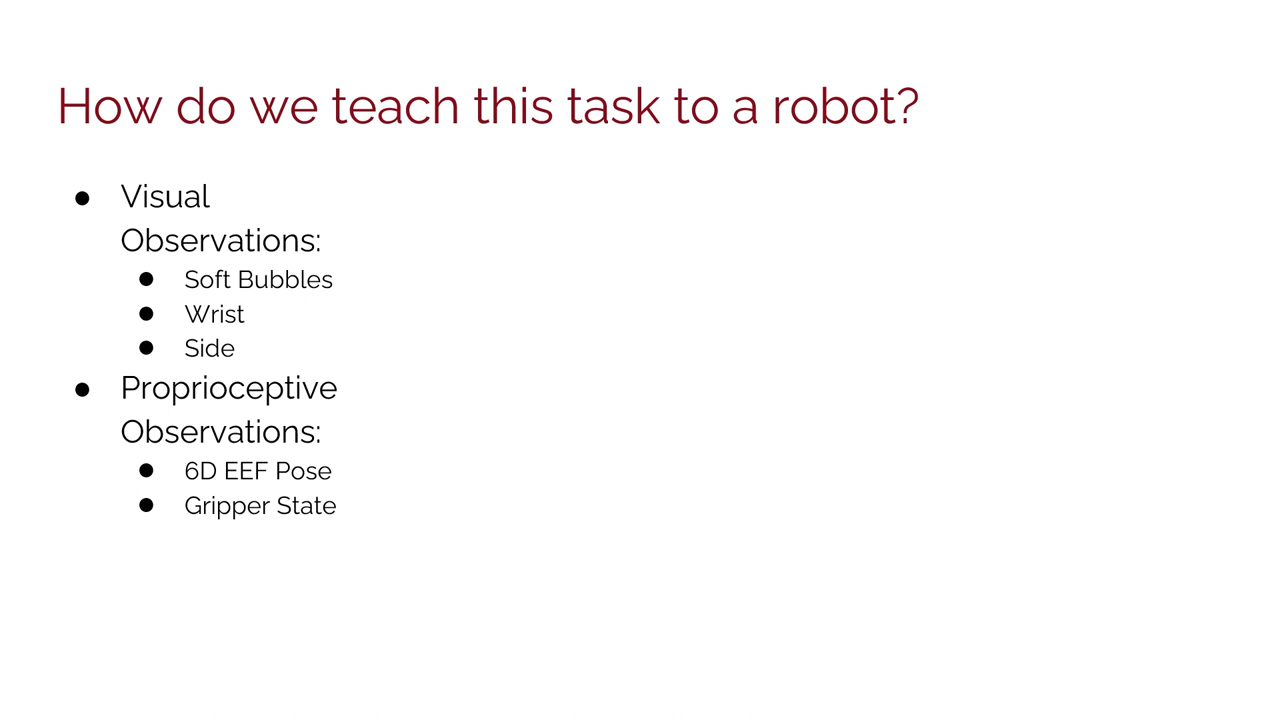 How do we teach this task to a robot?
● Visual
Observations:
● Soft Bubbles
● Wrist
● Side
● Proprioceptive
Observations:
● 6D EEF Pose
● Gripper State